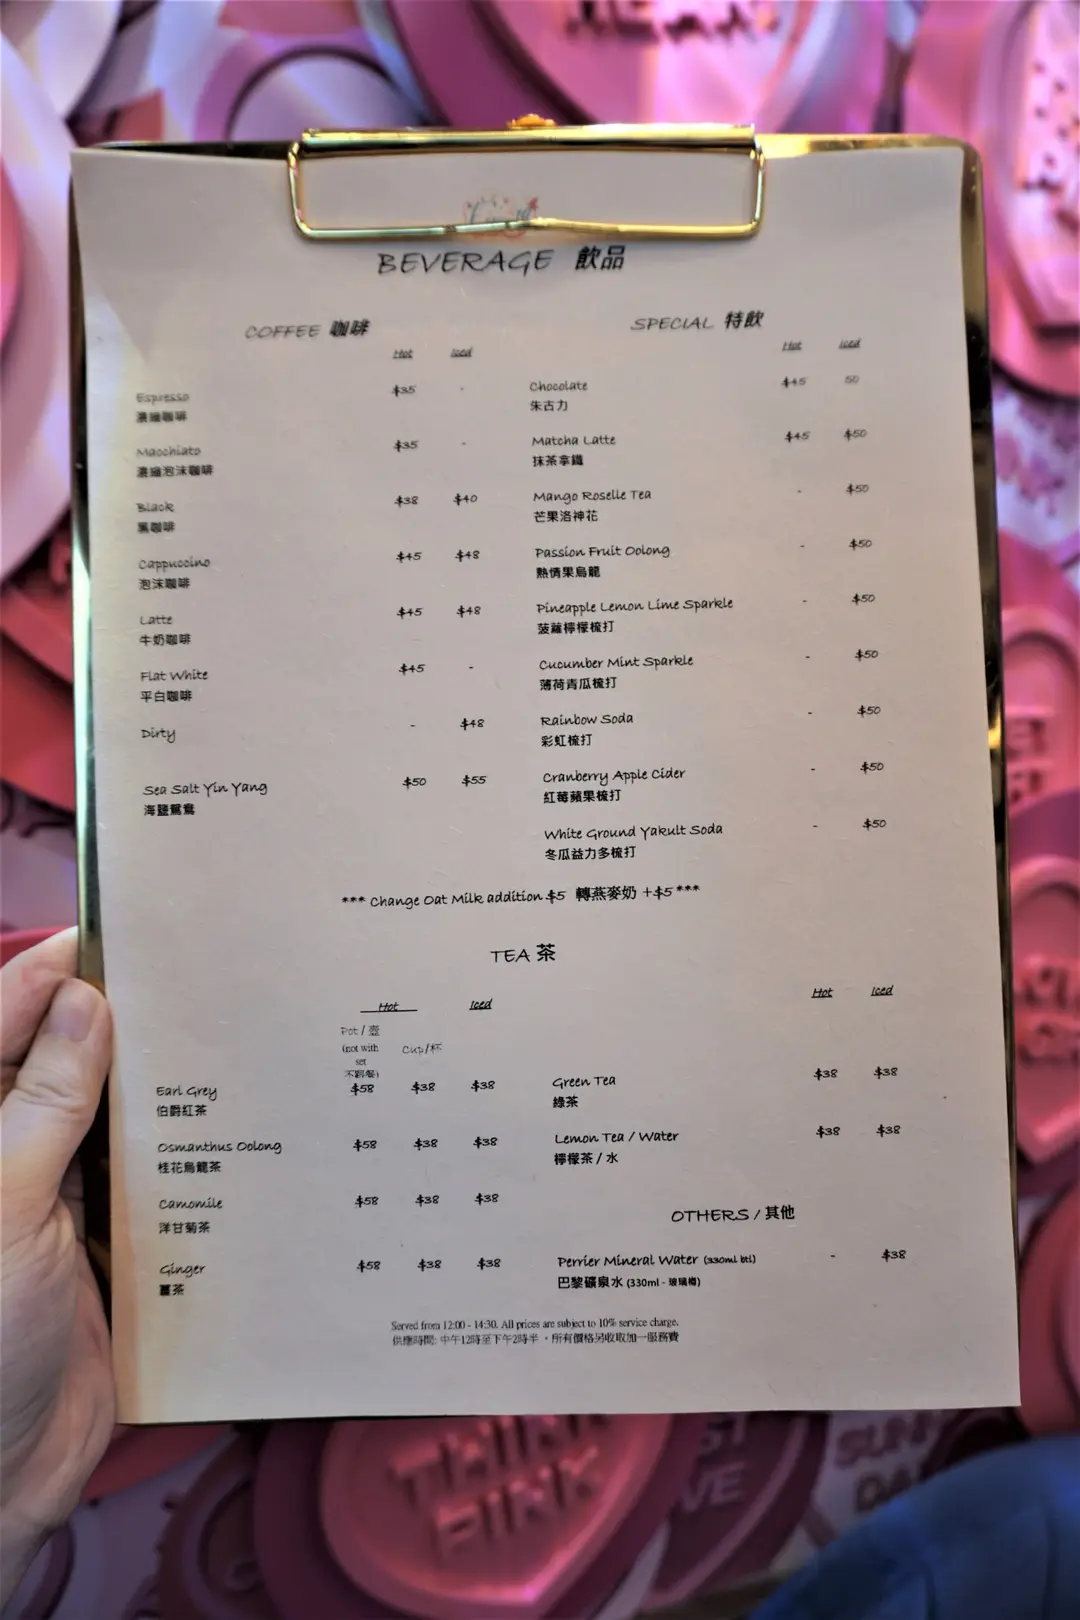 BEVERAGE 飲品
COFFEE 咖啡
Hot Iced
Espresso $35 -
濃縮咖啡
Macchiato $35 -
濃縮泡沫咖啡
Black $38 $40
黑咖啡
Cappuccino $45 $48
泡沫咖啡
Latte $45 $48
牛奶咖啡
Flat White $45 -
平白咖啡
Dirty - $48
Sea Salt Yin Yang $50 $55
海鹽鴛鴦
SPECIAL 特飲
Hot Iced
Chocolate $45 50
朱古力
Matcha Latte $45 $50
抹茶拿鐵
Mango Roselle Tea - $50
芒果洛神花
Passion Fruit Oolong - $50
熱情果烏龍
Pineapple Lemon Lime Sparkle - $50
菠蘿檸檬梳打
Cucumber Mint Sparkle - $50
薄荷青瓜梳打
Rainbow Soda - $50
彩虹梳打
Cranberry Apple Cider - $50
紅莓蘋果梳打
White Ground Yakult Soda - $50
冬瓜益力多梳打
*** Change Oat Milk addition $5 轉燕麥奶 +$5 ***
TEA 茶
Hot Iced
Pot / 壺 Cup/杯
(not with
set
不跟餐)
Earl Grey $58 $38 $38
伯爵紅茶
Osmanthus Oolong $58 $38 $38
桂花烏龍茶
Camomile $58 $38 $38
洋甘菊茶
Ginger $58 $38 $38
薑茶
Hot Iced
Green Tea $38 $38
綠茶
Lemon Tea / Water $38 $38
檸檬茶 / 水
OTHERS / 其他
Perrier Mineral Water (330ml btl) - $38
巴黎礦泉水 (330ml - 玻璃樽)
Served from 12:00 - 14:30. All prices are subject to 10% service charge.
供應時間: 中午12時至下午2時半 。所有價格另收取加一服務費
THINK
PINK